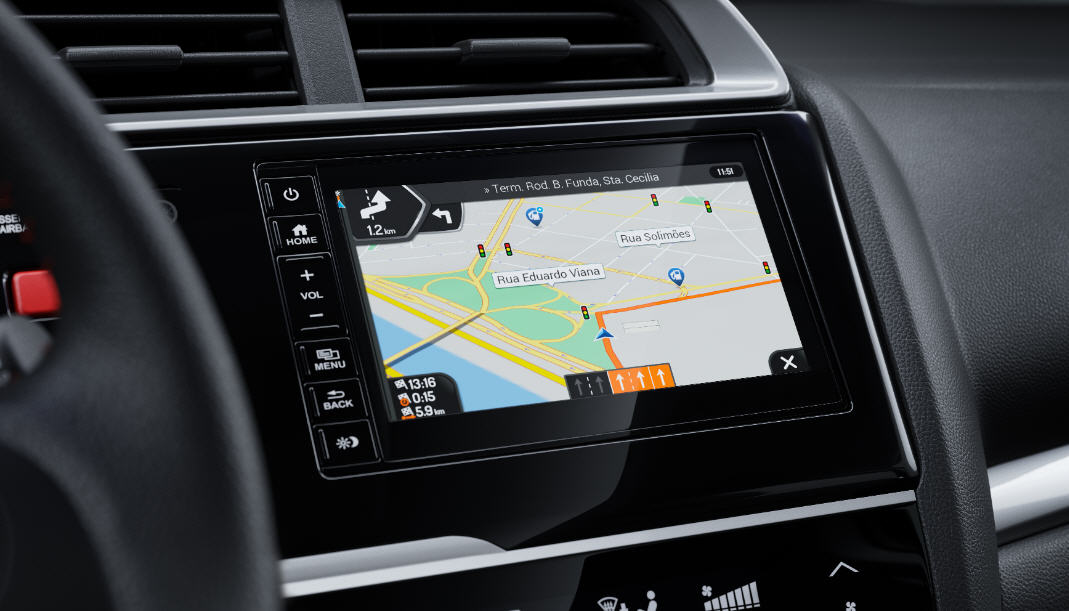 » Term. Rod. B. Funda, Sta. Cecilia
11:51
1.2 km
HOME
+
VOL
−
MENU
BACK
Rua Solimões
Rua Eduardo Viana
13:16
0:15
5.9 km